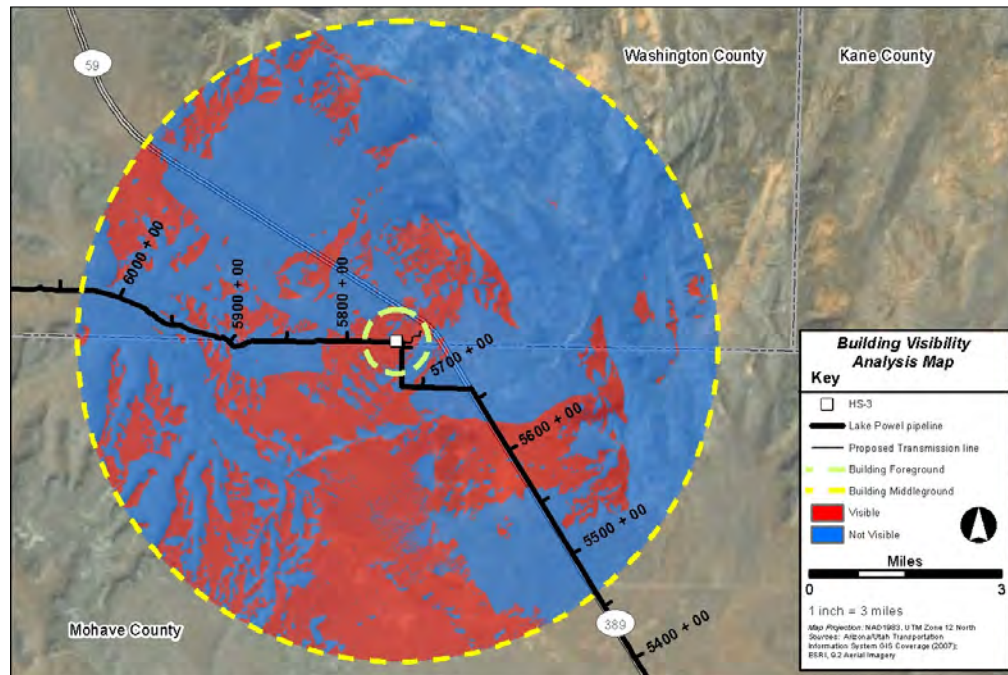 59
Washington County
Kane County
6000 + 00
5900 + 00
5800 + 00
5700 + 00
5600 + 00
5500 + 00
389
5400 + 00
Mohave County
Building Visibility
Analysis Map
Key
HS-3
Lake Powel pipeline
Proposed Transmission line
Building Foreground
Building Middleground
Visible
Not Visible
Miles
0 3
1 inch = 3 miles
Map Projection: NAD1983, UTM Zone 12 North
Sources: Arizona/Utah Transportation
Information System GIS Coverage (2007);
ESRI, G2 Aerial Imagery